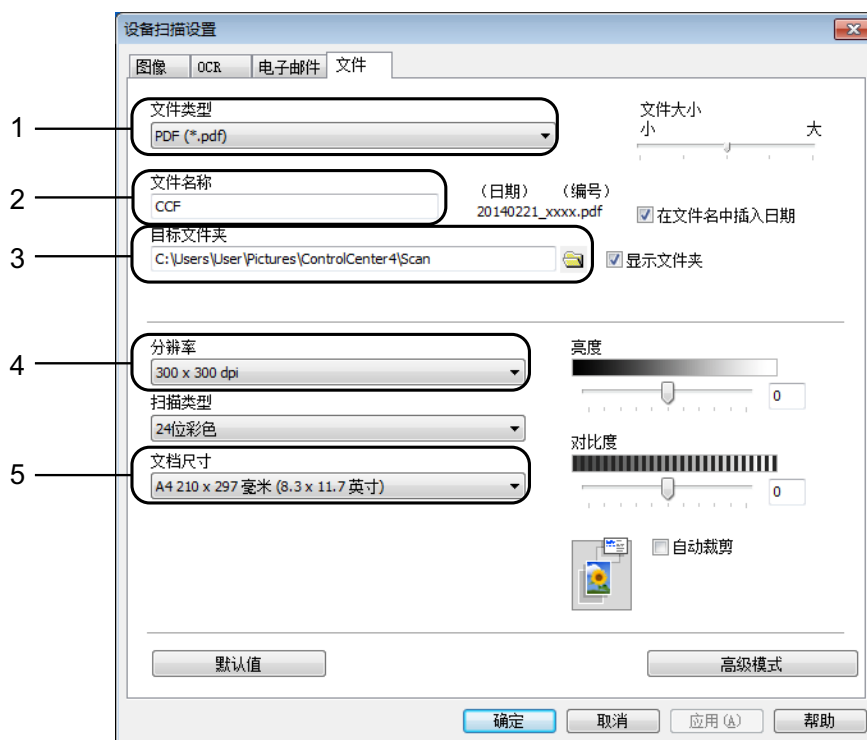 设备扫描设置
图像 OCR 电子邮件 文件
1
文件类型
PDF (*.pdf)
文件大小
小 大
2
文件名称
CCF
(日期) (编号)
20140221_xxxx.pdf
在文件名中插入日期
3
目标文件夹
C:\Users\User\Pictures\ControlCenter4\Scan
显示文件夹
4
分辨率
300 x 300 dpi
亮度
0
扫描类型
24位彩色
对比度
0
5
文档尺寸
A4 210 x 297 毫米 (8.3 x 11.7 英寸)
自动裁剪
默认值 高级模式
确定 取消 应用(A) 帮助